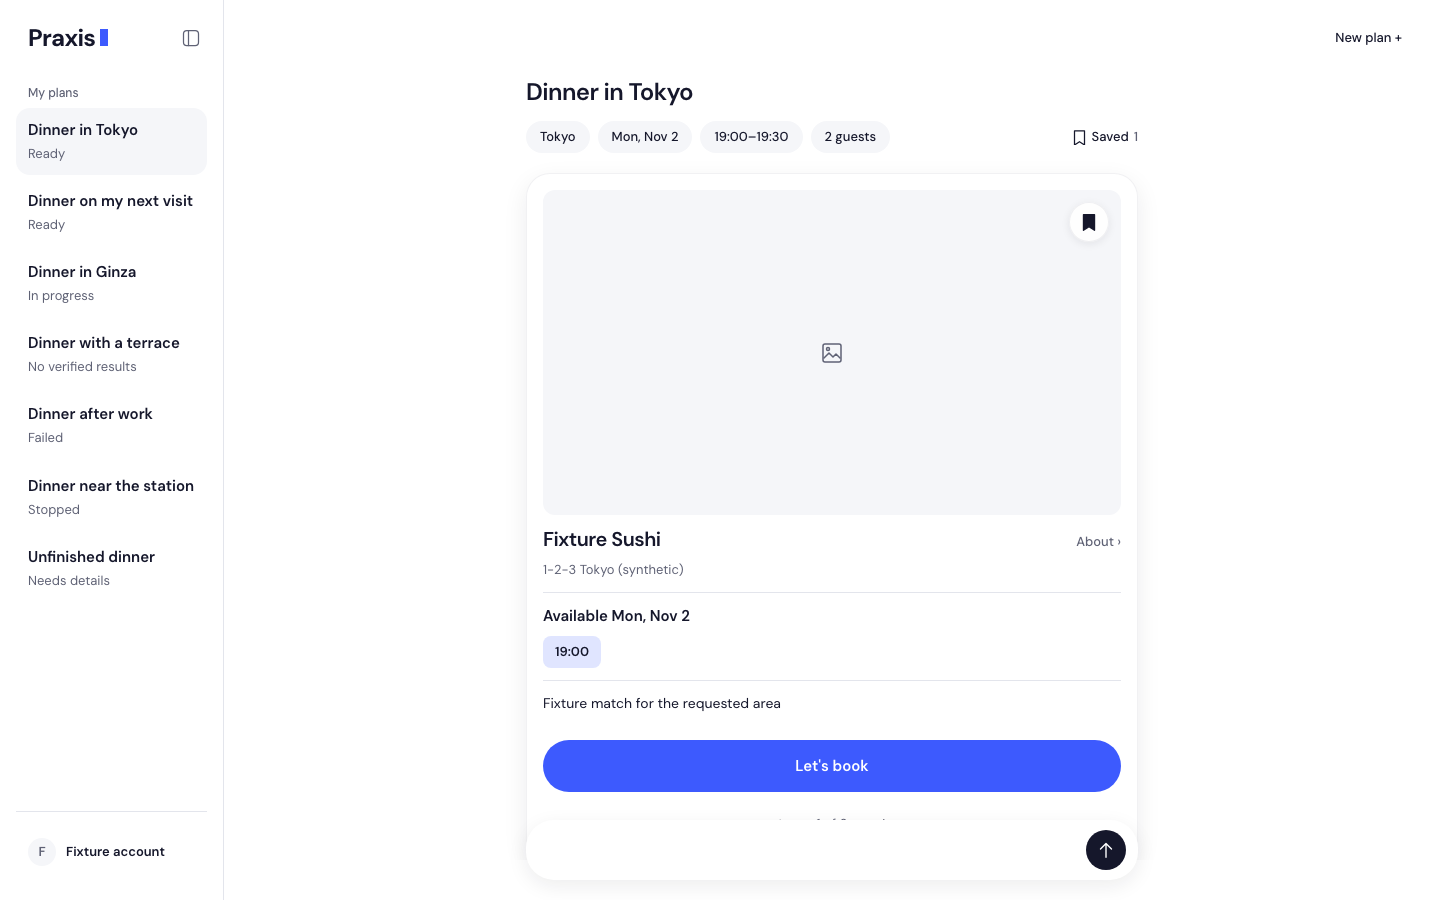 Praxis
New plan +
My plans
Dinner in Tokyo
Ready
Dinner on my next visit
Ready
Dinner in Ginza
In progress
Dinner with a terrace
No verified results
Dinner after work
Failed
Dinner near the station
Stopped
Unfinished dinner
Needs details
F Fixture account
Dinner in Tokyo
Tokyo Mon, Nov 2 19:00–19:30 2 guests Saved 1
Fixture Sushi About ›
1-2-3 Tokyo (synthetic)
Available Mon, Nov 2
19:00
Fixture match for the requested area
Let's book